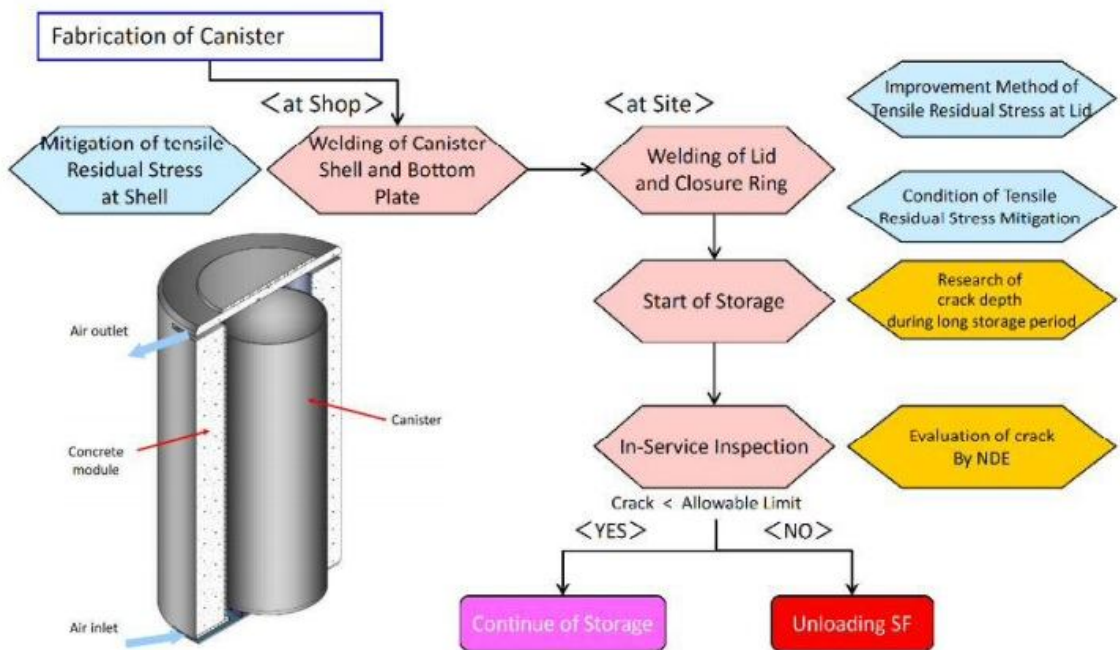 Fabrication of Canister
<at Shop>
<at Site>
Improvement Method of
Tensile Residual Stress at Lid
Mitigation of tensile
Residual Stress
at Shell
Welding of Canister
Shell and Bottom
Plate
Welding of Lid
and Closure Ring
Condition of Tensile
Residual Stress Mitigation
Start of Storage
Research of
crack depth
during long storage period
Air outlet
Canister
Concrete
module
In-Service Inspection
Evaluation of crack
By NDE
Crack < Allowable Limit
<YES>
<NO>
Air inlet
Continue of Storage
Unloading SF